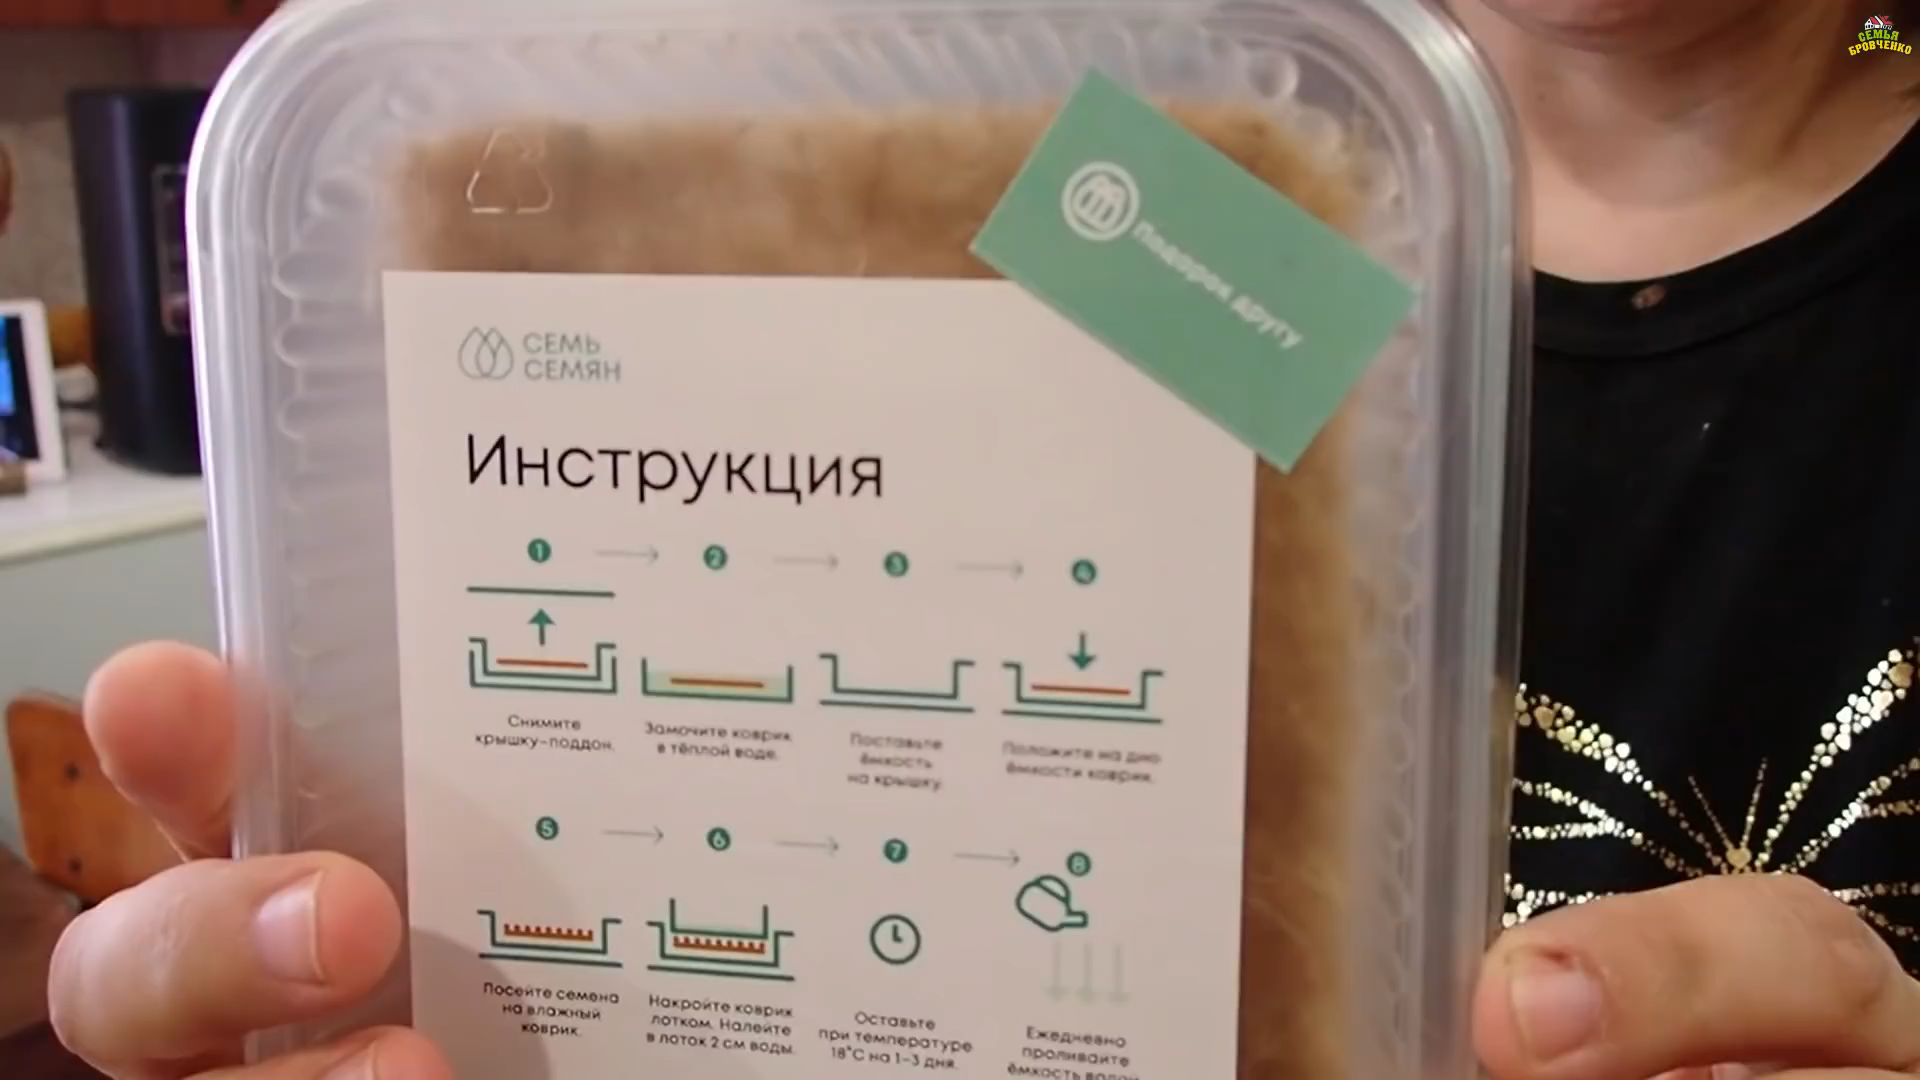 СЕМЬЯ
БРОВЧЕНКО
Подарок другу
СЕМЬ
СЕМЯН
Инструкция
1
2
3
4
Снимите
крышку-поддон.
Замочите коврик
в тёплой воде.
Поставьте
ёмкость
на крышку.
Положите на дно
ёмкости коврик.
5
6
7
8
Посейте семена
на влажный
коврик.
Накройте коврик
лотком. Налейте
в лоток 2 см воды.
Оставьте
при температуре
18°С на 1-3 дня.
Ежедневно
проливайте
ёмкость водой